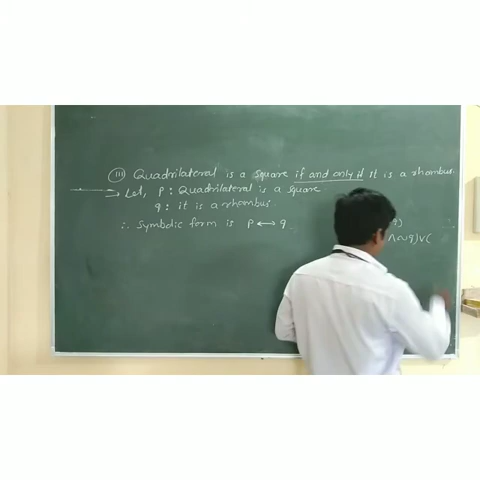 (III) Quadrilateral is a square if and only if it is a rhombus.
→ Let, P : Quadrilateral is a square
q : it is a rhombus.
∴ Symbolic form is P ↔ q
q)
∧ ~q) ∨ (